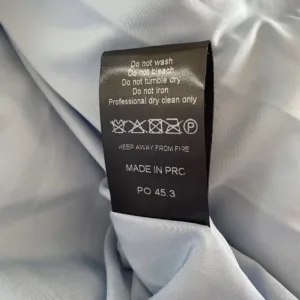 Do not wash
Do not bleach
Do not tumble dry
Do not iron
Professional dry clean only
P
KEEP AWAY FROM FIRE
MADE IN PRC
PO 45.3